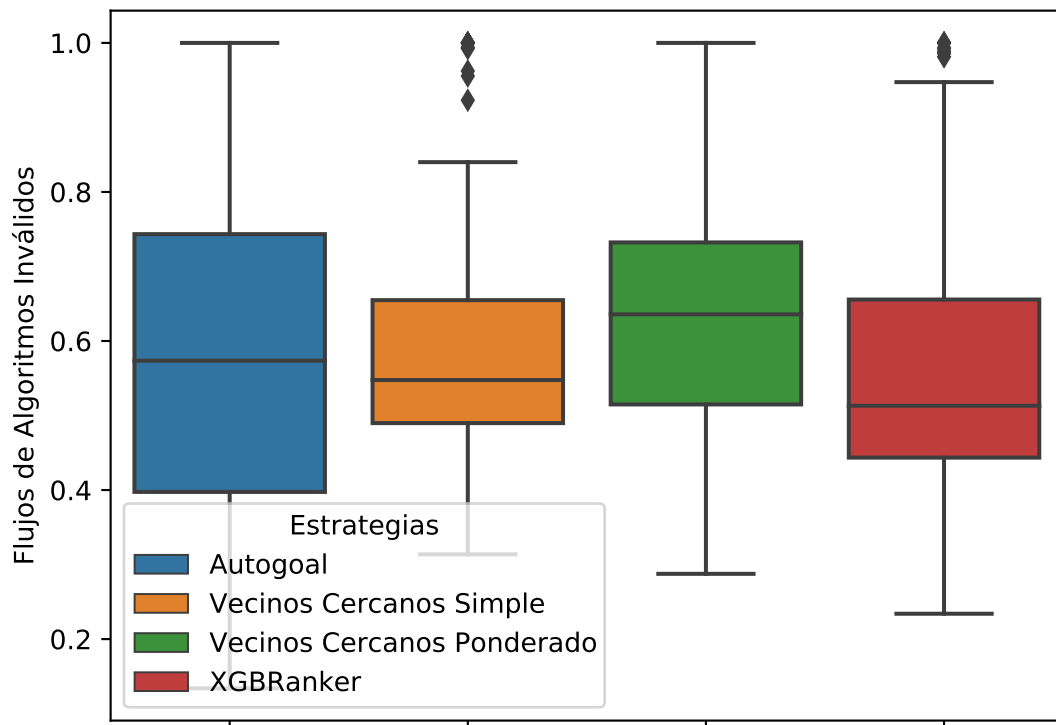 Flujos de Algoritmos Inválidos
1.0
0.8
0.6
0.4
0.2
Estrategias
Autogoal
Vecinos Cercanos Simple
Vecinos Cercanos Ponderado
XGBRanker